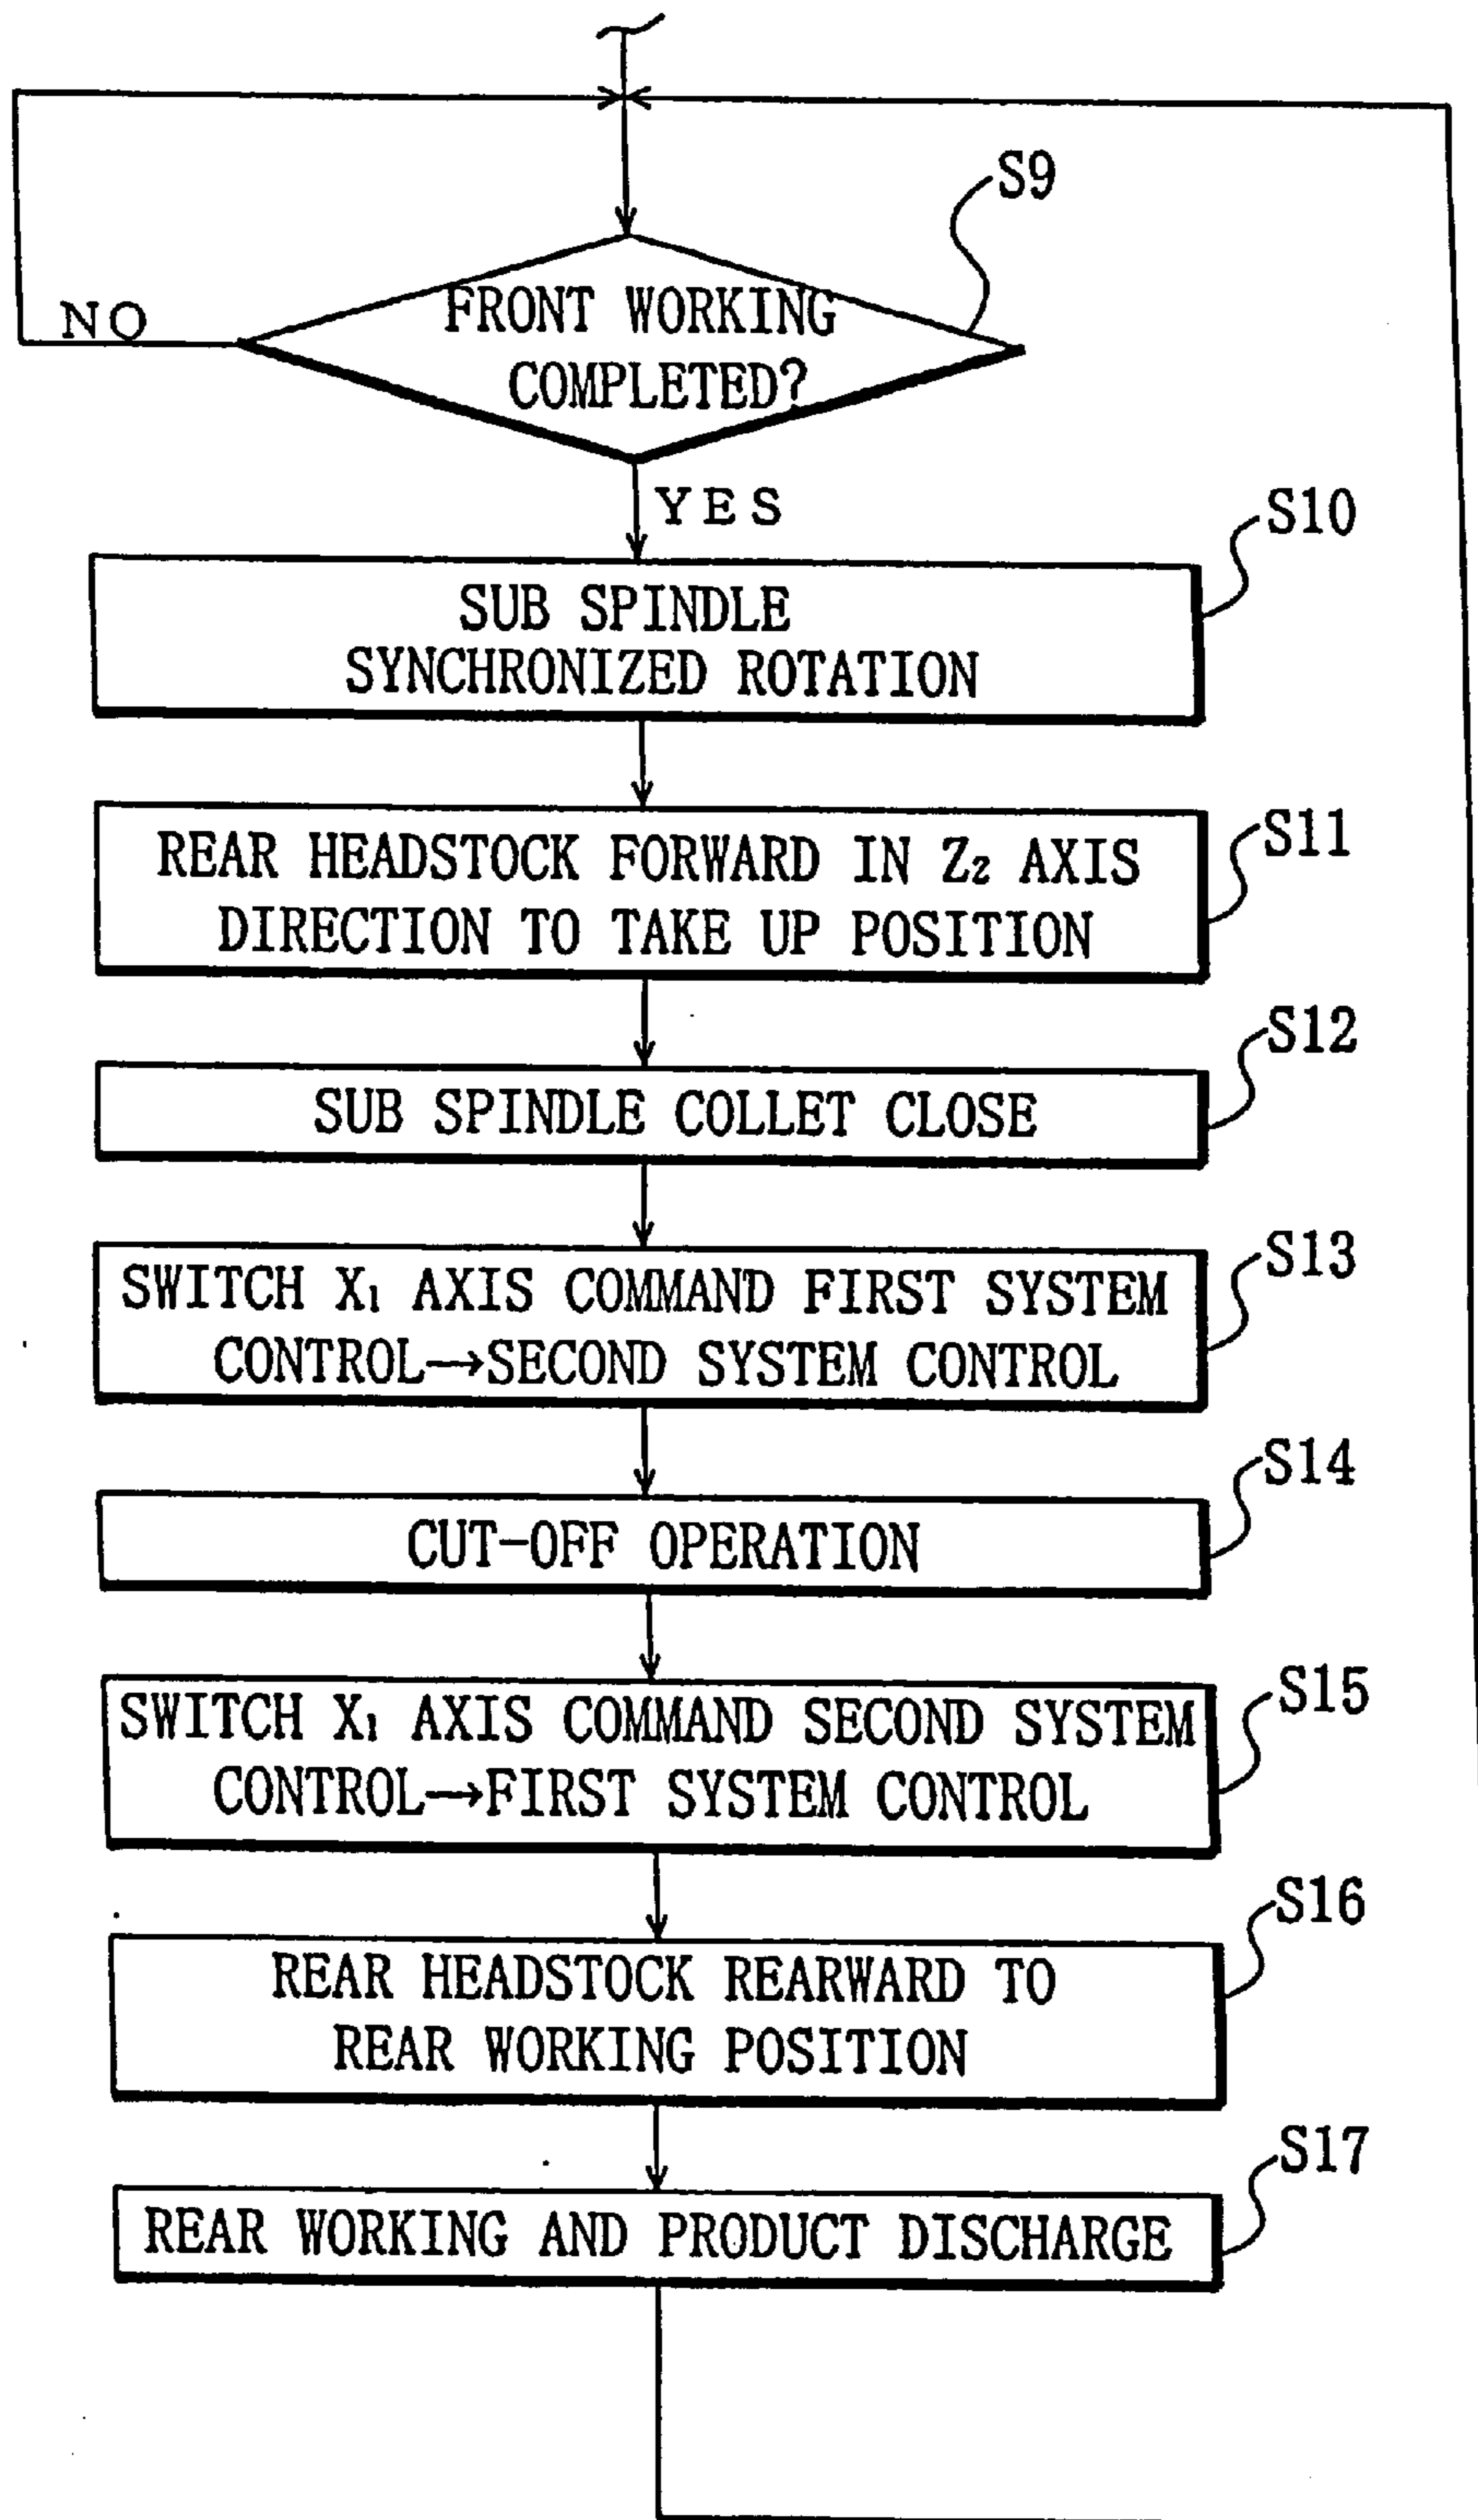 S9
FRONT WORKING
COMPLETED?
NO
YES
S10
SUB SPINDLE
SYNCHRONIZED ROTATION
S11
REAR HEADSTOCK FORWARD IN Z₂ AXIS
DIRECTION TO TAKE UP POSITION
S12
SUB SPINDLE COLLET CLOSE
S13
SWITCH X₁ AXIS COMMAND FIRST SYSTEM
CONTROL→SECOND SYSTEM CONTROL
S14
CUT-OFF OPERATION
S15
SWITCH X₁ AXIS COMMAND SECOND SYSTEM
CONTROL→FIRST SYSTEM CONTROL
S16
REAR HEADSTOCK REARWARD TO
REAR WORKING POSITION
S17
REAR WORKING AND PRODUCT DISCHARGE